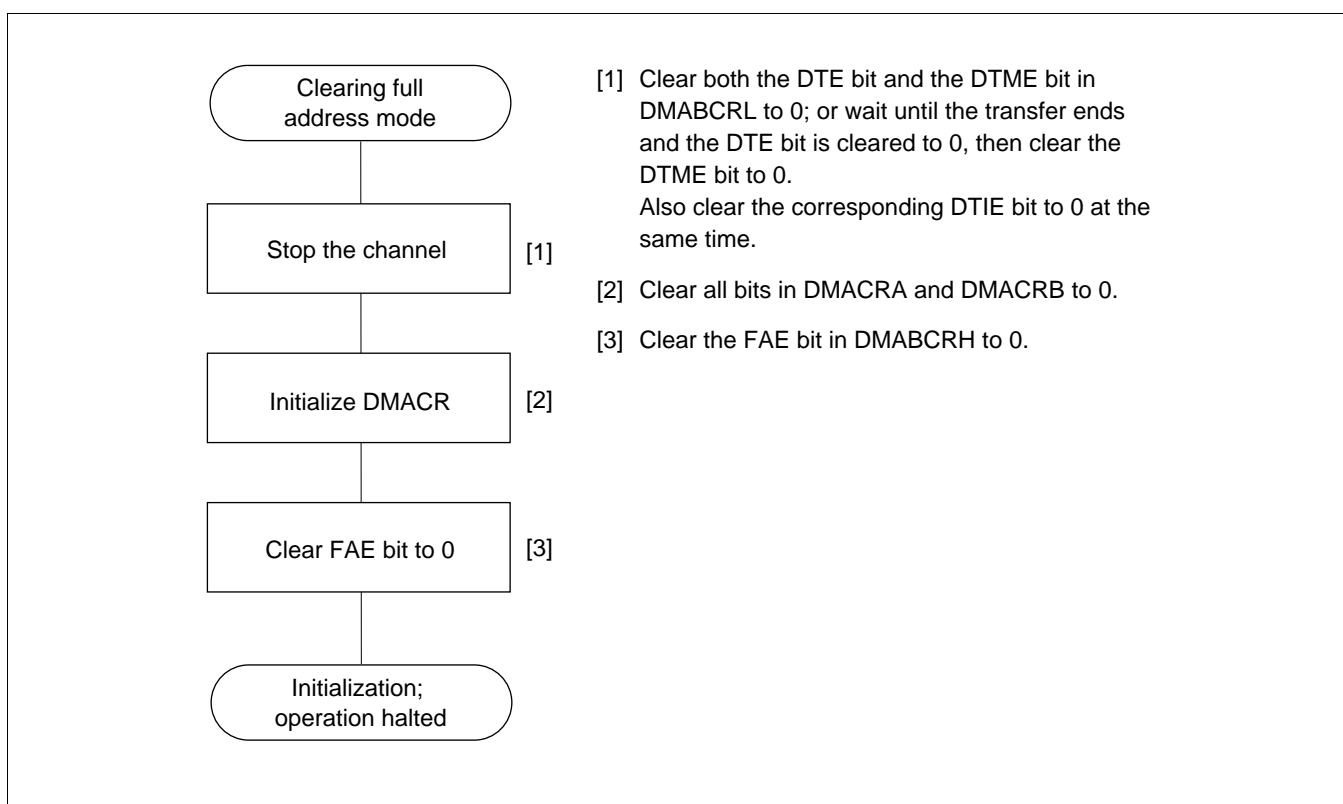 Clearing full
address mode
Stop the channel [1]
Initialize DMACR [2]
Clear FAE bit to 0 [3]
Initialization;
operation halted
[1] Clear both the DTE bit and the DTME bit in
DMABCRL to 0; or wait until the transfer ends
and the DTE bit is cleared to 0, then clear the
DTME bit to 0.
Also clear the corresponding DTIE bit to 0 at the
same time.
[2] Clear all bits in DMACRA and DMACRB to 0.
[3] Clear the FAE bit in DMABCRH to 0.